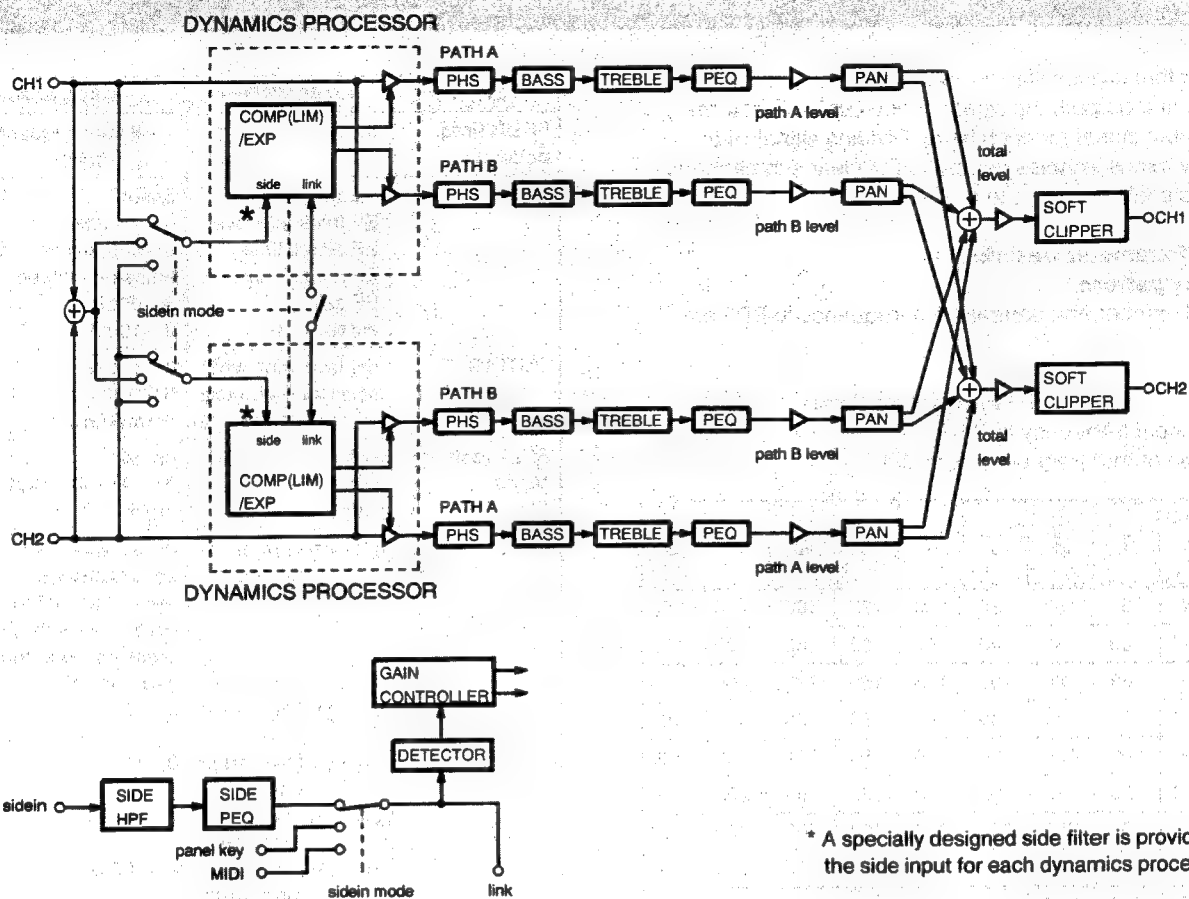 DYNAMICS PROCESSOR
PATH A
CH1
PHS BASS TREBLE PEQ PAN
path A level
COMP(LIM)
/EXP
side link
*
PATH B
PHS BASS TREBLE PEQ PAN
path B level
total
level
SOFT
CLIPPER
CH1
sidein mode
SOFT
CLIPPER
CH2
total
level
*
side link
COMP(LIM)
/EXP
PATH B
PHS BASS TREBLE PEQ PAN
path B level
PATH A
CH2
PHS BASS TREBLE PEQ PAN
path A level
DYNAMICS PROCESSOR
GAIN
CONTROLLER
DETECTOR
sidein
SIDE
HPF
SIDE
PEQ
panel key
MIDI
sidein mode
link
* A specially designed side filter is provid
the side input for each dynamics proce